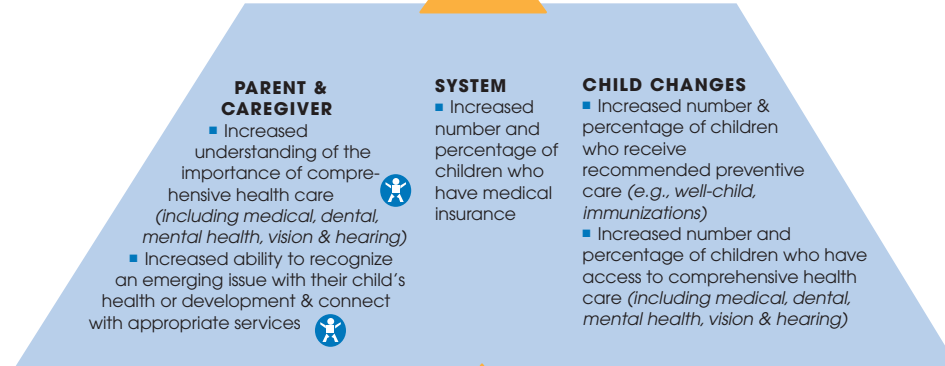 PARENT &
CAREGIVER
■ Increased
understanding of the
importance of compre-
hensive health care
(including medical, dental,
mental health, vision & hearing)
■ Increased ability to recognize
an emerging issue with their child's
health or development & connect
with appropriate services
SYSTEM
■ Increased
number and
percentage of
children who
have medical
insurance
CHILD CHANGES
■ Increased number &
percentage of children
who receive
recommended preventive
care (e.g., well-child,
immunizations)
■ Increased number and
percentage of children who have
access to comprehensive health
care (including medical, dental,
mental health, vision & hearing)